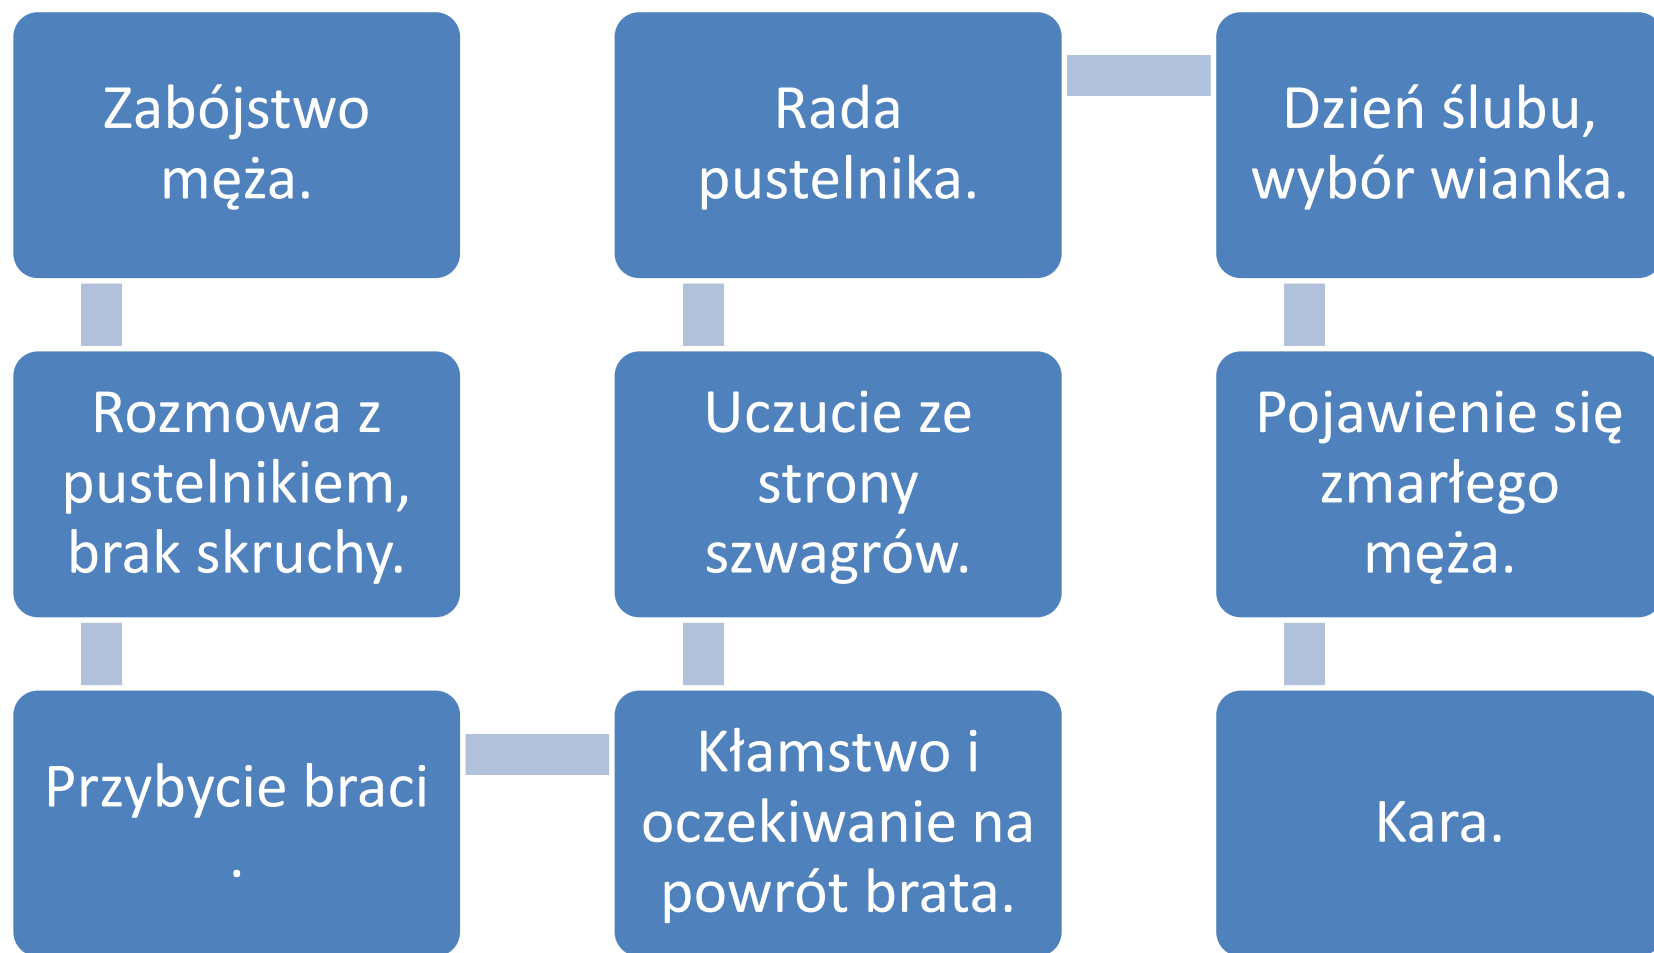 Zabójstwo
męża.
Rozmowa z
pustelnikiem,
brak skruchy.
Przybycie braci
.
Kłamstwo i
oczekiwanie na
powrót brata.
Uczucie ze
strony
szwagrów.
Rada
pustelnika.
Dzień ślubu,
wybór wianka.
Pojawienie się
zmarłego
męża.
Kara.